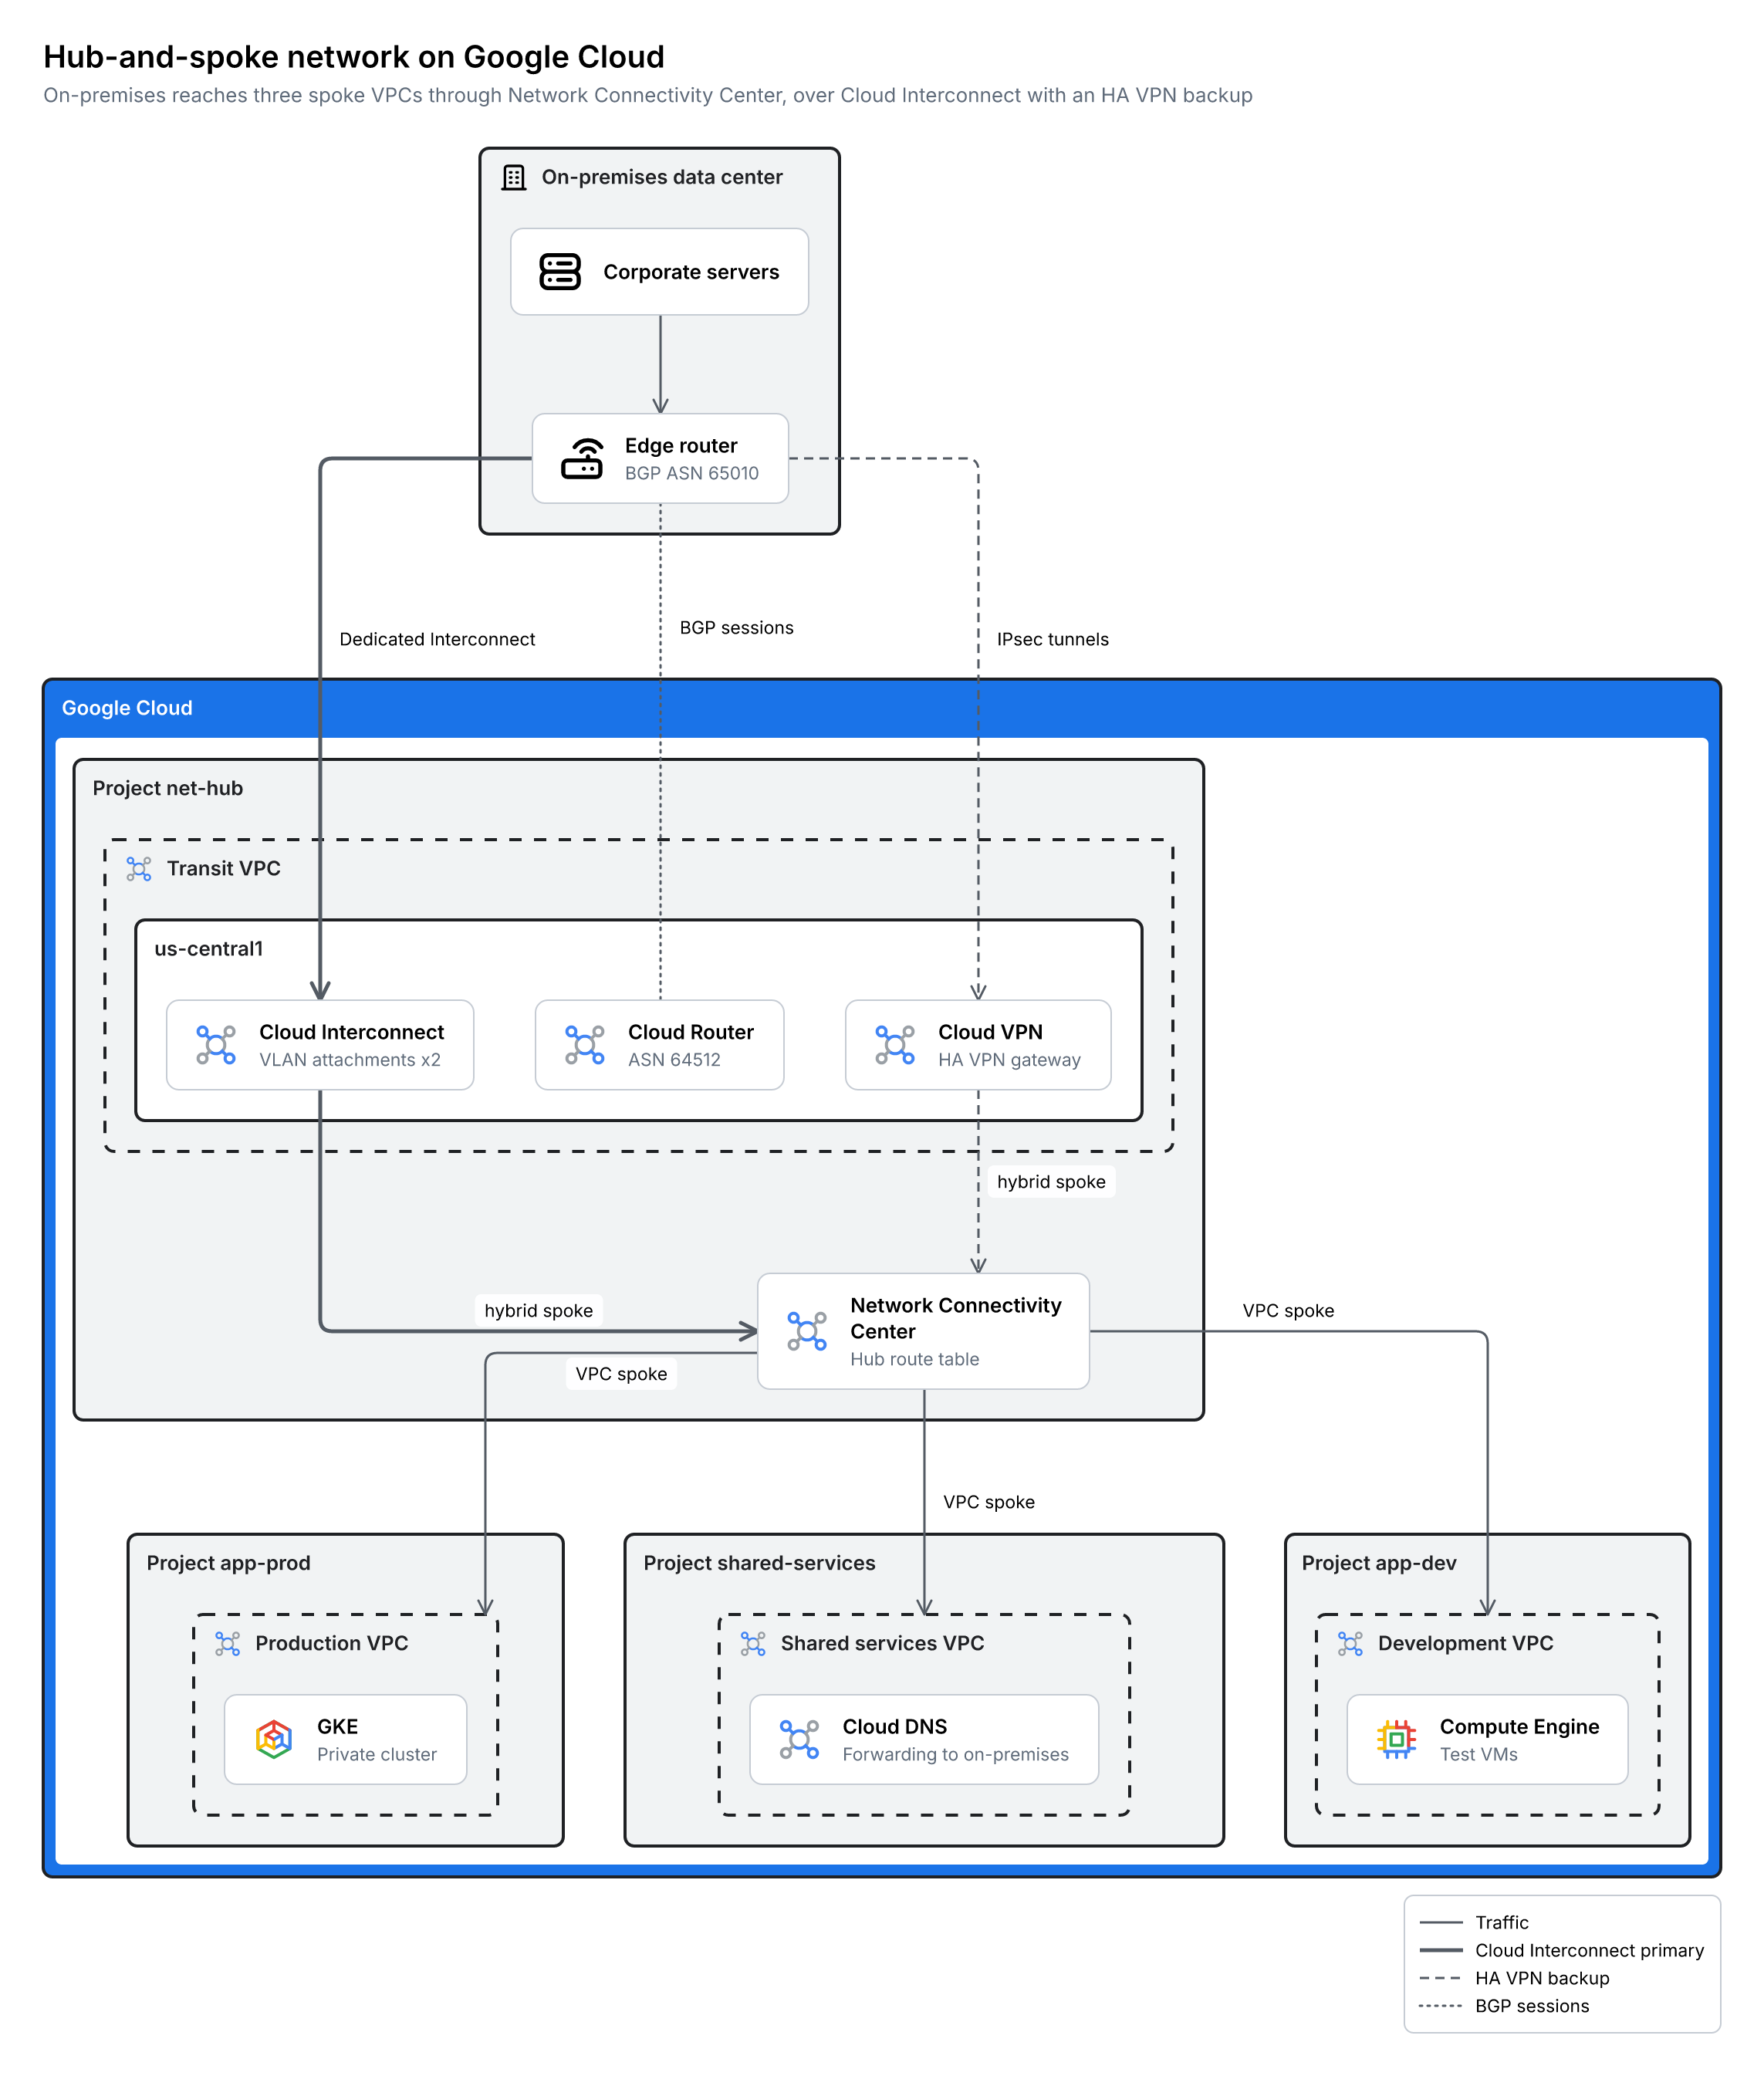 Hub-and-spoke network on Google Cloud
On-premises reaches three spoke VPCs through Network Connectivity Center, over Cloud Interconnect with an HA VPN backup
On-premises data center
Corporate servers
Edge router
BGP ASN 65010
Dedicated Interconnect
BGP sessions
IPsec tunnels
Google Cloud
Project net-hub
Transit VPC
us-central1
Cloud Interconnect
VLAN attachments x2
Cloud Router
ASN 64512
Cloud VPN
HA VPN gateway
hybrid spoke
hybrid spoke
Network Connectivity
Center
Hub route table
VPC spoke
VPC spoke
VPC spoke
Project app-prod
Production VPC
GKE
Private cluster
Project shared-services
Shared services VPC
Cloud DNS
Forwarding to on-premises
Project app-dev
Development VPC
Compute Engine
Test VMs
Traffic
Cloud Interconnect primary
HA VPN backup
BGP sessions